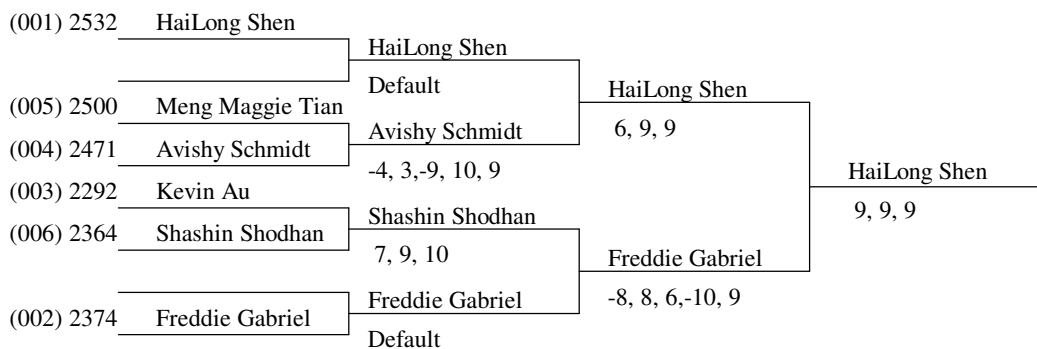 (001) 2532 HaiLong Shen
HaiLong Shen
Default
HaiLong Shen
(005) 2500 Meng Maggie Tian
6, 9, 9
Avishy Schmidt
(004) 2471 Avishy Schmidt
-4, 3,-9, 10, 9
HaiLong Shen
(003) 2292 Kevin Au
9, 9, 9
Shashin Shodhan
(006) 2364 Shashin Shodhan
7, 9, 10
Freddie Gabriel
-8, 8, 6,-10, 9
Freddie Gabriel
(002) 2374 Freddie Gabriel
Default